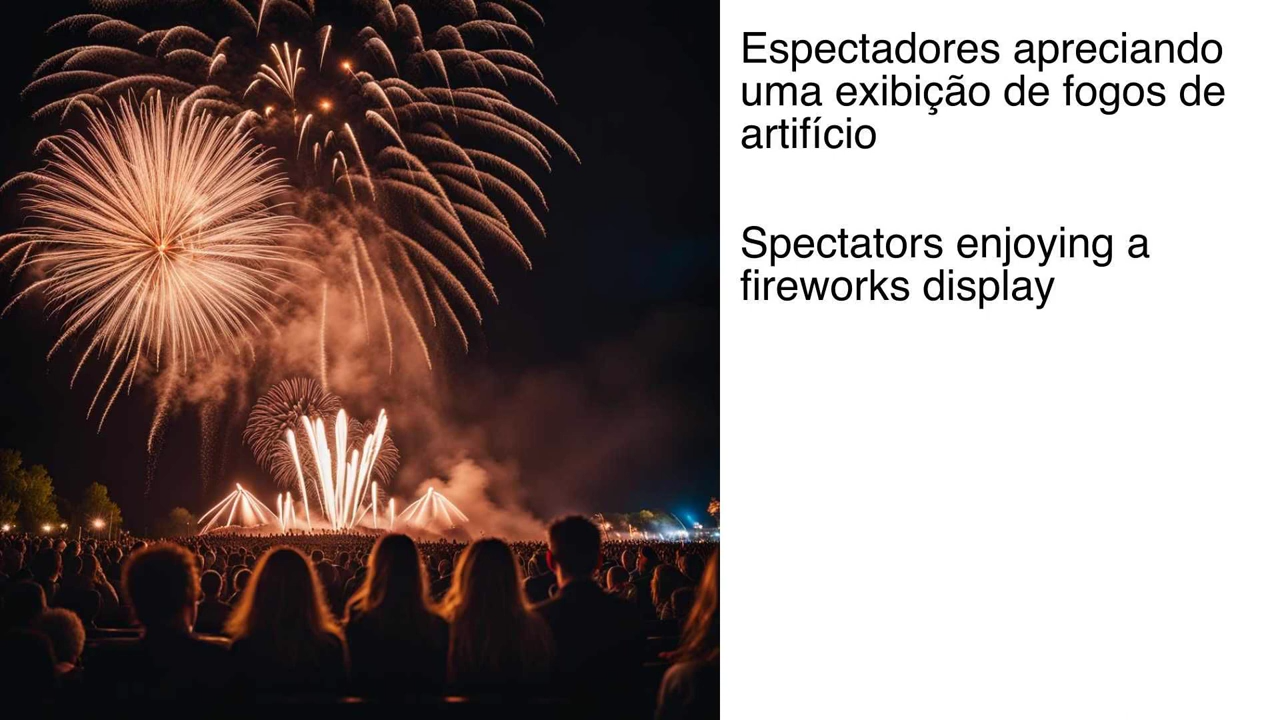 Espectadores apreciando
uma exibição de fogos de
artifício
Spectators enjoying a
fireworks display